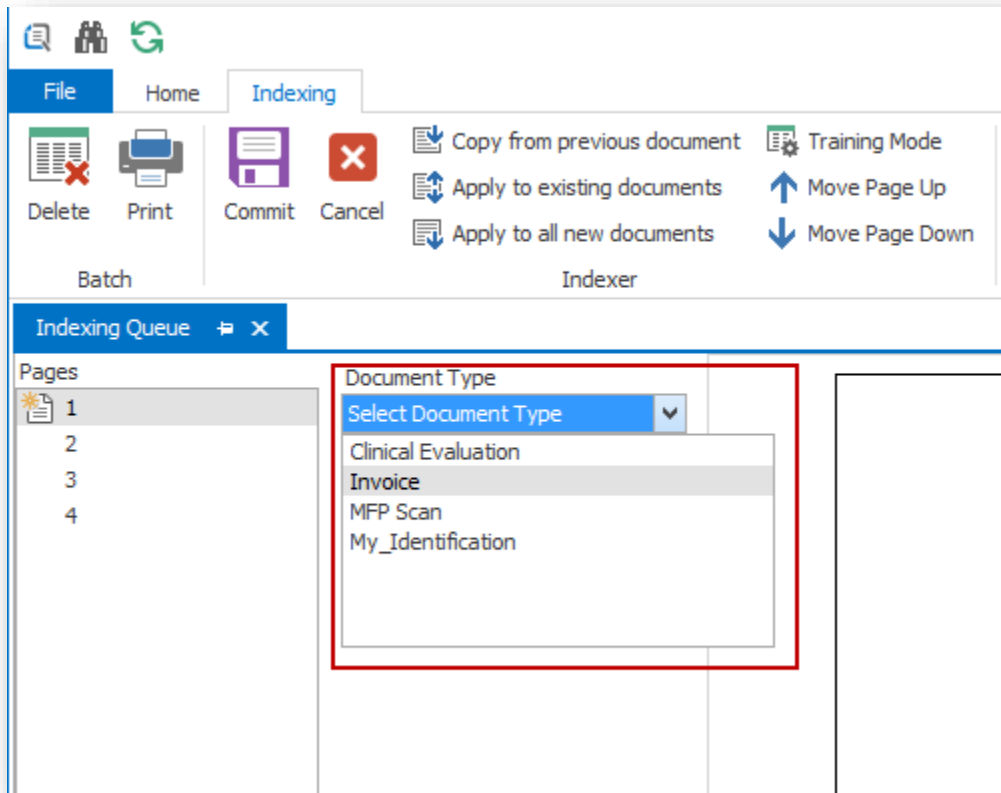 File Home Indexing
Delete
Print
Commit
Cancel
Copy from previous document
Apply to existing documents
Apply to all new documents
Training Mode
Move Page Up
Move Page Down
Batch
Indexer
Indexing Queue
Pages
1
2
3
4
Document Type
Select Document Type
Clinical Evaluation
Invoice
MFP Scan
My_Identification